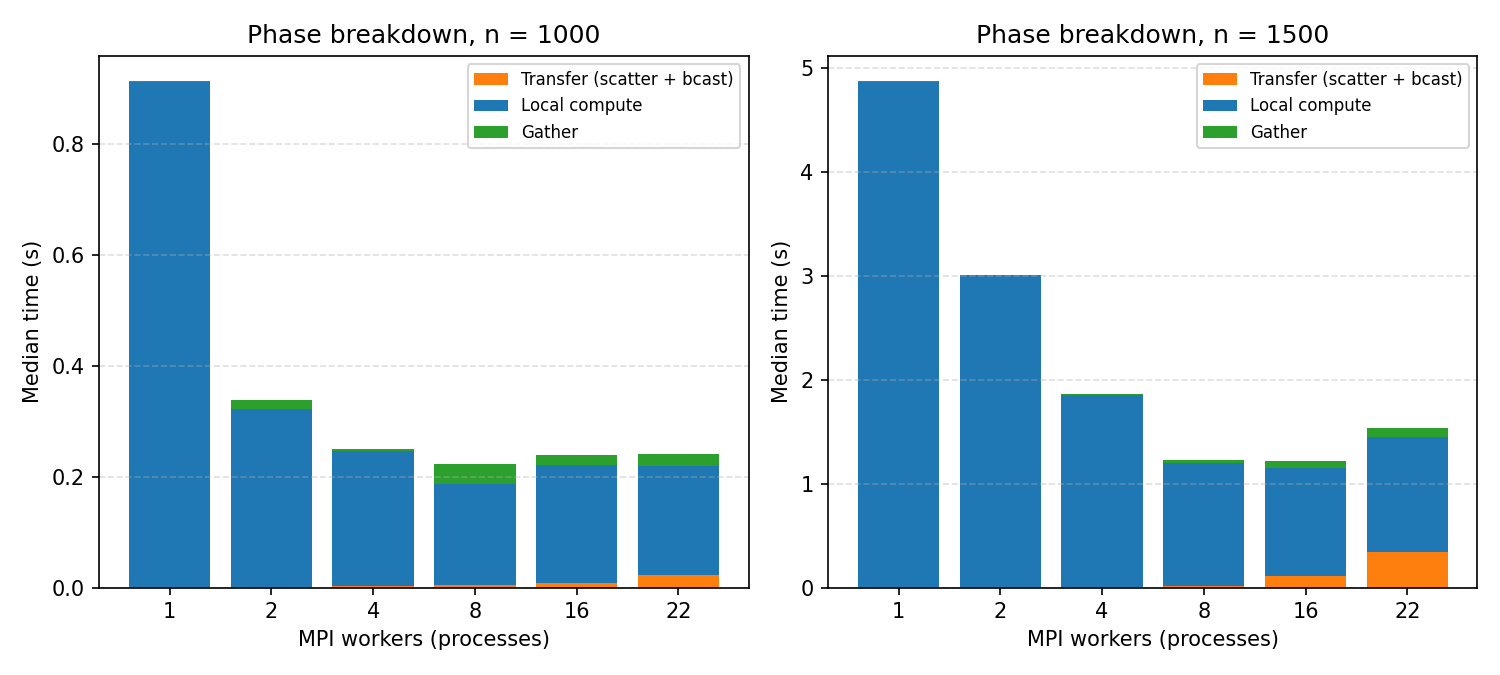 Phase breakdown, n = 1000
Transfer (scatter + bcast)
Local compute
Gather
Median time (s)
0.8
0.6
0.4
0.2
0.0
1 2 4 8 16 22
MPI workers (processes)
Phase breakdown, n = 1500
Transfer (scatter + bcast)
Local compute
Gather
Median time (s)
5
4
3
2
1
0
1 2 4 8 16 22
MPI workers (processes)